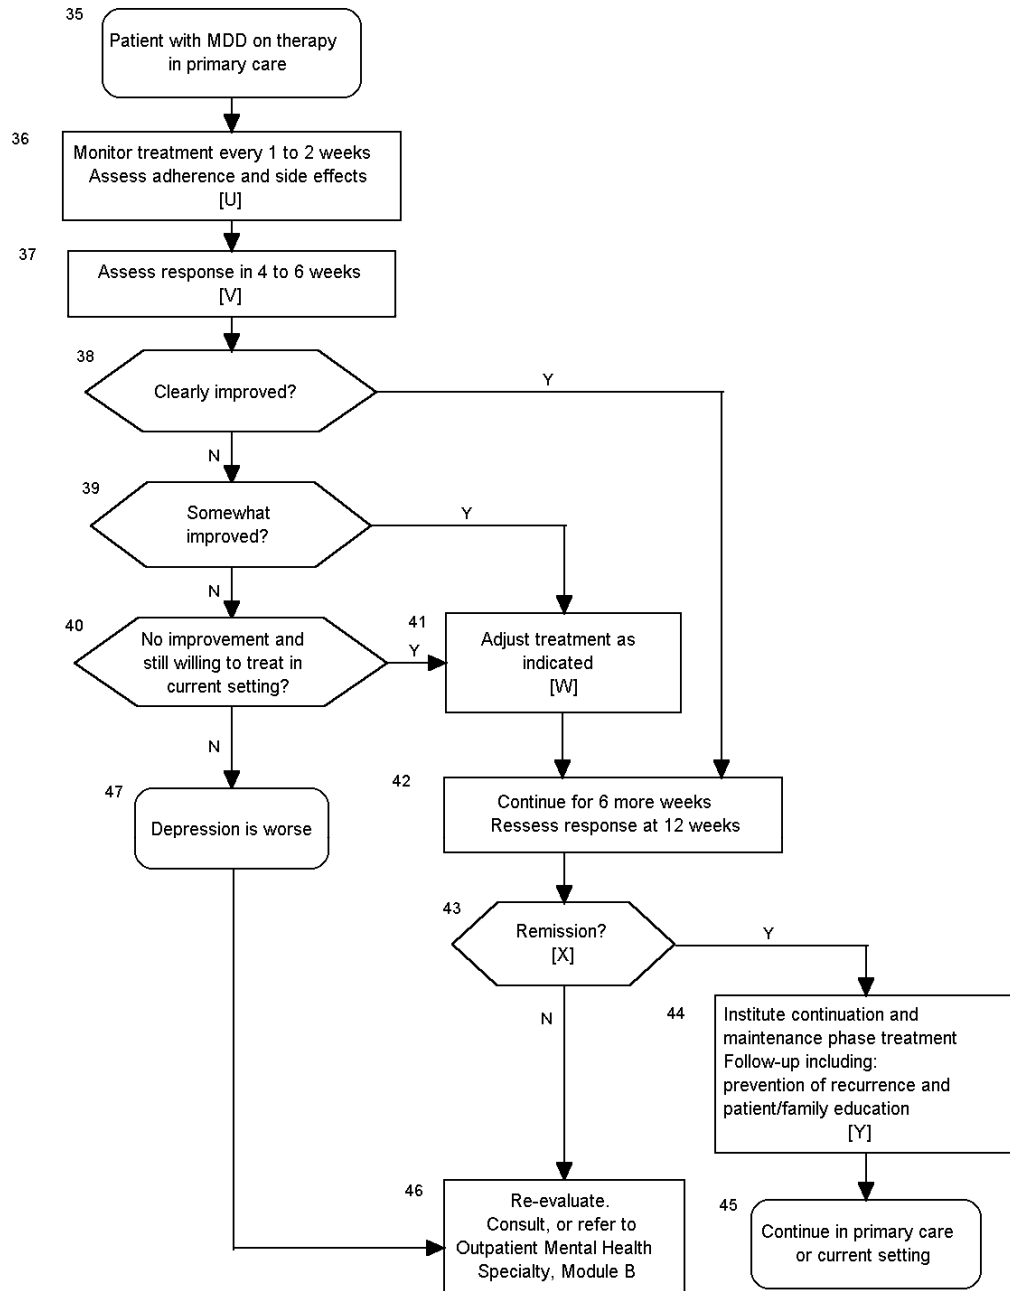 35
Patient with MDD on therapy
in primary care
36
Monitor treatment every 1 to 2 weeks
Assess adherence and side effects
[U]
37
Assess response in 4 to 6 weeks
[V]
38
Clearly improved?
Y
N
39
Somewhat
improved?
Y
N
40
No improvement and
still willing to treat in
current setting?
Y
41
Adjust treatment as
indicated
[W]
N
47
Depression is worse
42
Continue for 6 more weeks
Ressess response at 12 weeks
43
Remission?
[X]
Y
N
44
Institute continuation and
maintenance phase treatment
Follow-up including:
prevention of recurrence and
patient/family education
[Y]
46
Re-evaluate.
Consult, or refer to
Outpatient Mental Health
Specialty, Module B
45
Continue in primary care
or current setting